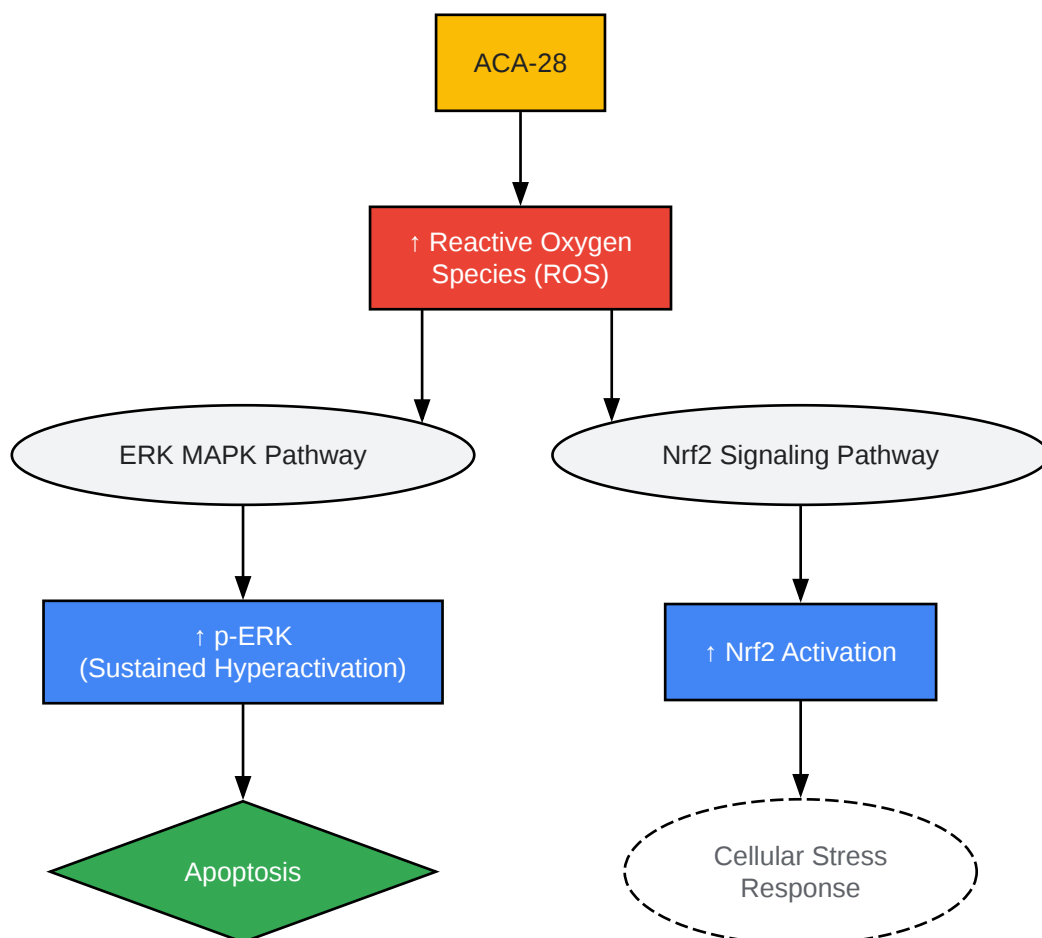 ACA-28
↑ Reactive Oxygen
Species (ROS)
ERK MAPK Pathway
Nrf2 Signaling Pathway
↑ p-ERK
(Sustained Hyperactivation)
↑ Nrf2 Activation
Apoptosis
Cellular Stress
Response